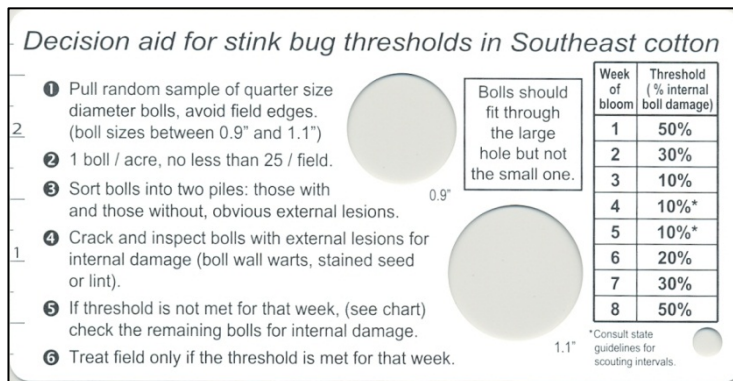 Decision aid for stink bug thresholds in Southeast cotton
❶ Pull random sample of quarter size
diameter bolls, avoid field edges.
(boll sizes between 0.9” and 1.1”)
❷ 1 boll / acre, no less than 25 / field.
❸ Sort bolls into two piles: those with
and those without, obvious external lesions.
❹ Crack and inspect bolls with external lesions for
internal damage (boll wall warts, stained seed
or lint).
❺ If threshold is not met for that week, (see chart)
check the remaining bolls for internal damage.
❻ Treat field only if the threshold is met for that week.
2
1
0.9”
1.1”
Bolls should
fit through
the large
hole but not
the small one.
Week of bloom Threshold (% internal boll damage)
1 50%
2 30%
3 10%
4 10%*
5 10%*
6 20%
7 30%
8 50%
*Consult state
guidelines for
scouting intervals.